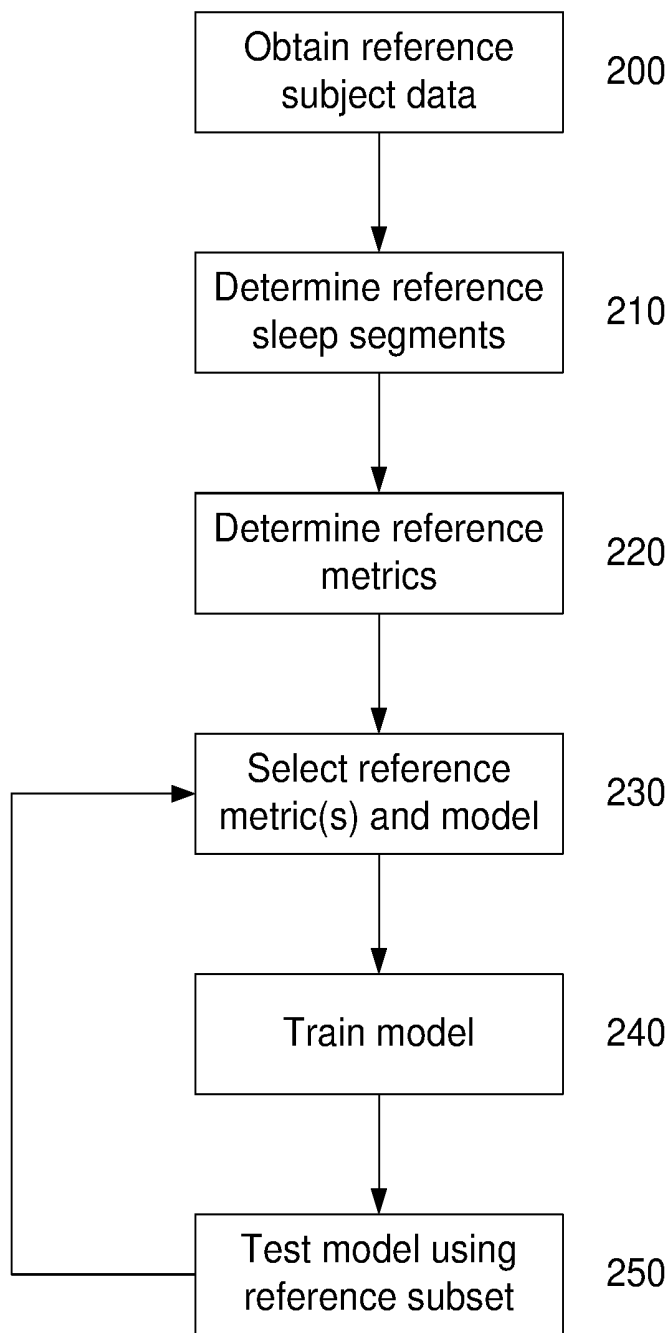 Obtain reference
subject data
200
Determine reference
sleep segments
210
Determine reference
metrics
220
Select reference
metric(s) and model
230
Train model
240
Test model using
reference subset
250